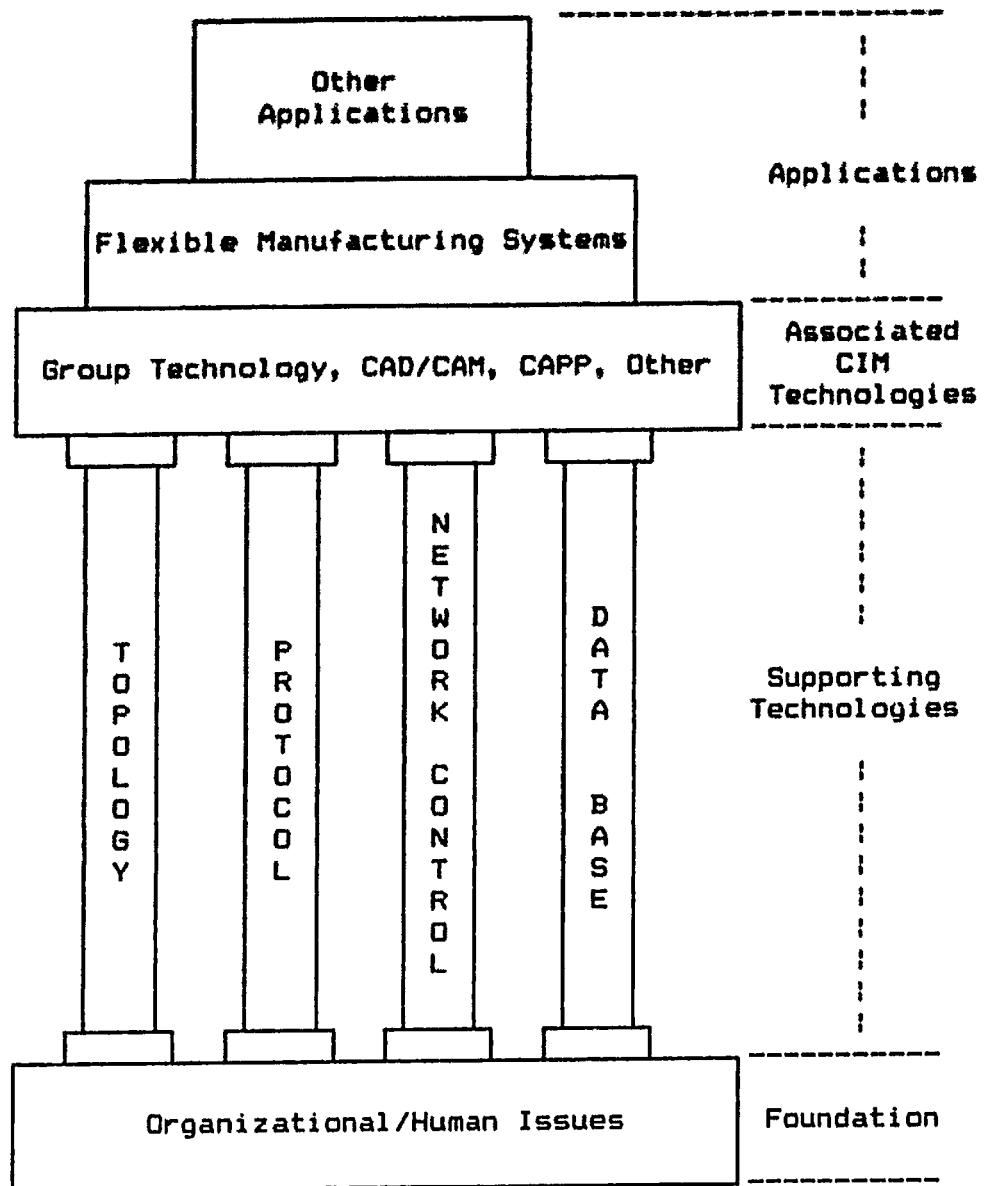 Other
Applications
Applications
Flexible Manufacturing Systems
Group Technology, CAD/CAM, CAPP, Other
Associated
CIM
Technologies
TOPOLOGY
PROTOCOL
NETWORK CONTROL
DATA BASE
Supporting
Technologies
Organizational/Human Issues
Foundation